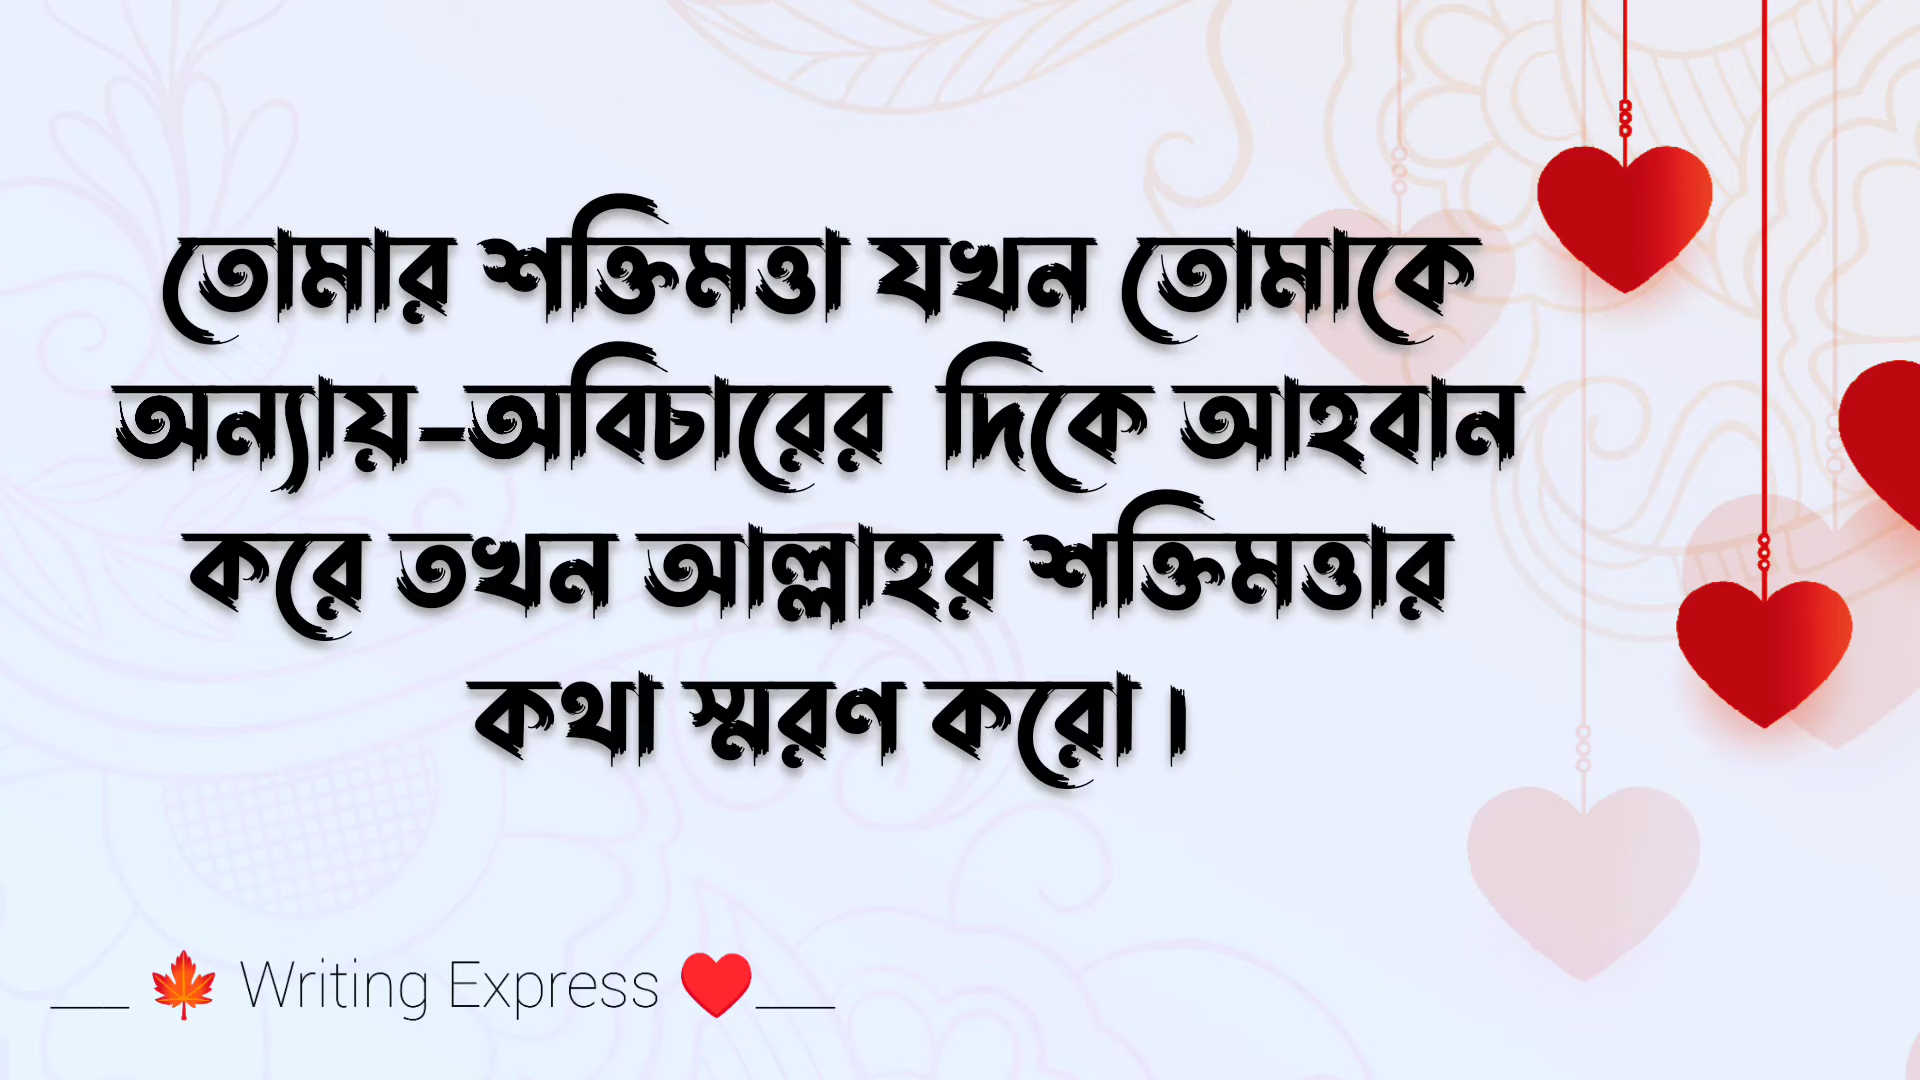 তোমার শক্তিমত্তা যখন তোমাকে
অন্যায়-অবিচারের দিকে আহবান
করে তখন আল্লাহর শক্তিমত্তার
কথা স্মরণ করো।
___ 🍁 Writing Express ❤️___